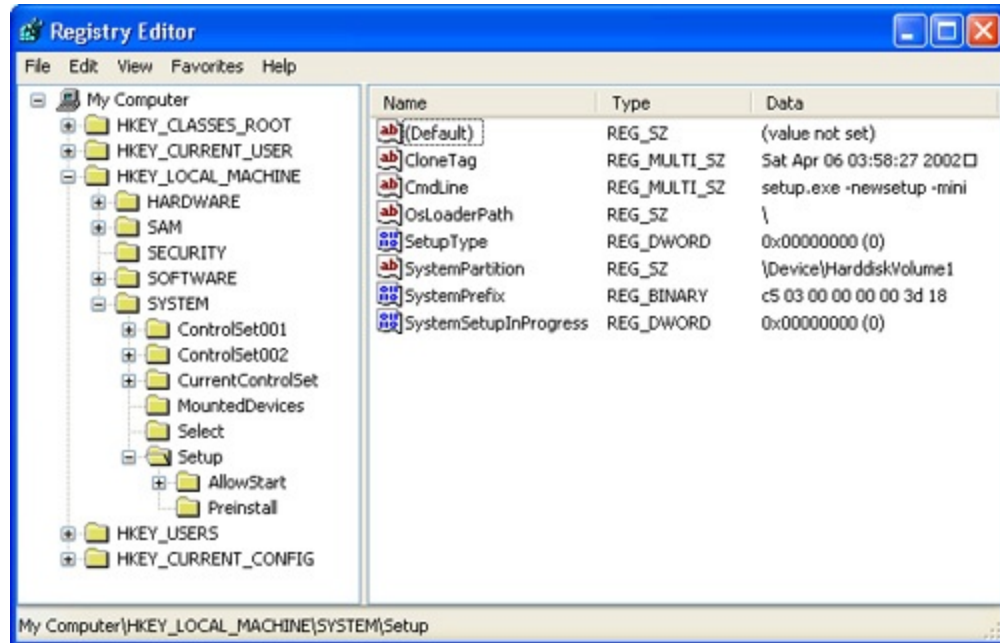 Registry Editor
File Edit View Favorites Help
My Computer
HKEY_CLASSES_ROOT
HKEY_CURRENT_USER
HKEY_LOCAL_MACHINE
HARDWARE
SAM
SECURITY
SOFTWARE
SYSTEM
ControlSet001
ControlSet002
CurrentControlSet
MountedDevices
Select
Setup
AllowStart
Preinstall
HKEY_USERS
HKEY_CURRENT_CONFIG
Name Type Data
(Default) REG_SZ (value not set)
CloneTag REG_MULTI_SZ Sat Apr 06 03:58:27 2002□
CmdLine REG_MULTI_SZ setup.exe -newsetup -mini
OsLoaderPath REG_SZ \
SetupType REG_DWORD 0x00000000 (0)
SystemPartition REG_SZ \Device\HarddiskVolume1
SystemPrefix REG_BINARY c5 03 00 00 00 00 3d 18
SystemSetupInProgress REG_DWORD 0x00000000 (0)
My Computer\HKEY_LOCAL_MACHINE\SYSTEM\Setup